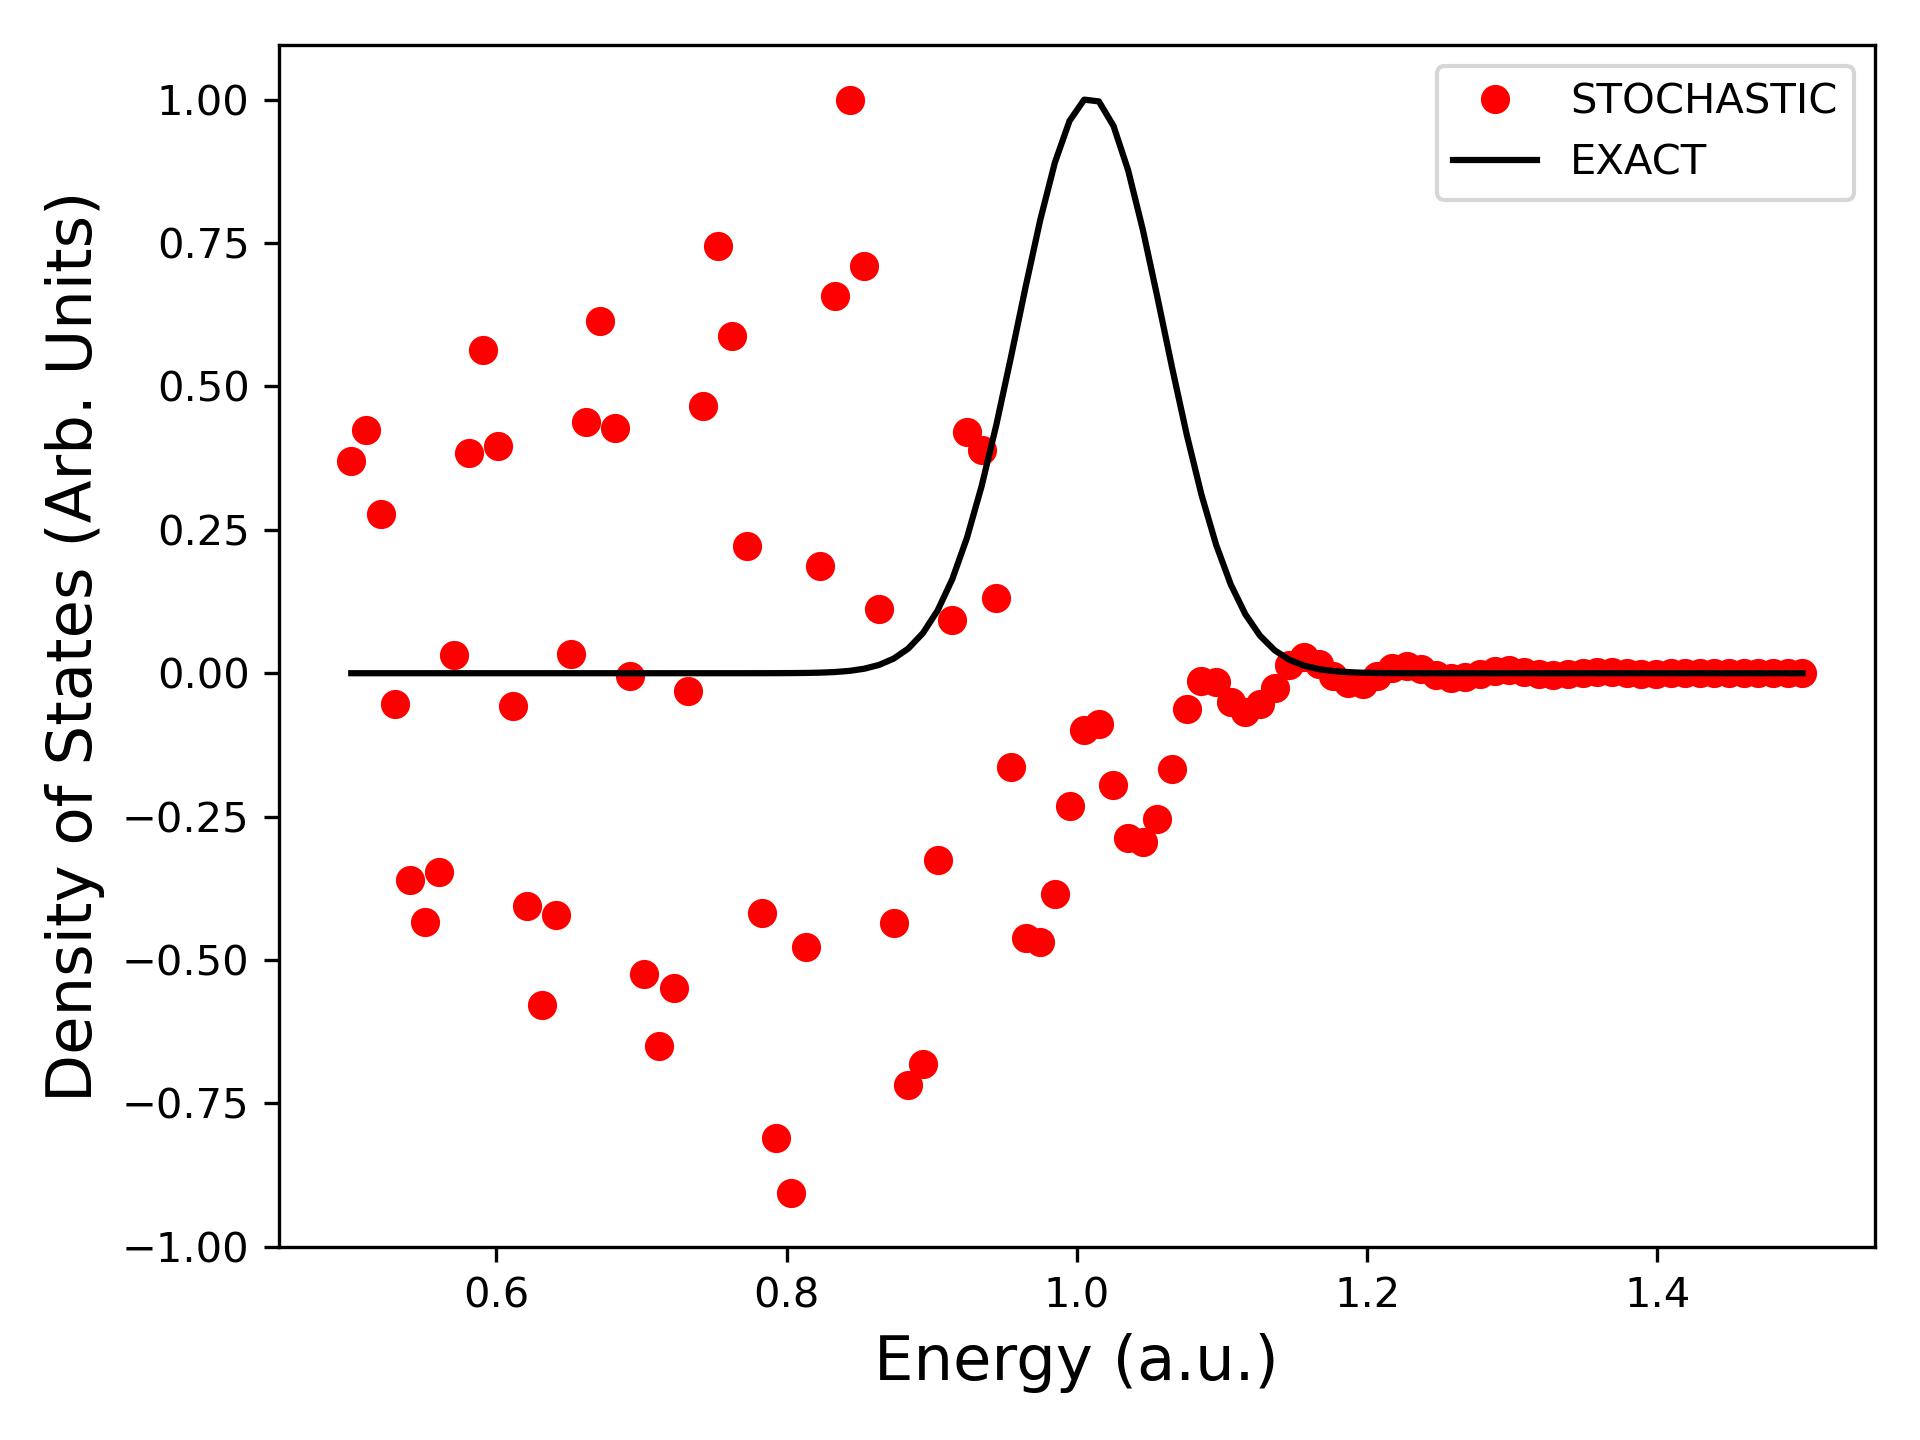 STOCHASTIC
EXACT
Density of States (Arb. Units)
1.00
0.75
0.50
0.25
0.00
−0.25
−0.50
−0.75
−1.00
0.6 0.8 1.0 1.2 1.4
Energy (a.u.)